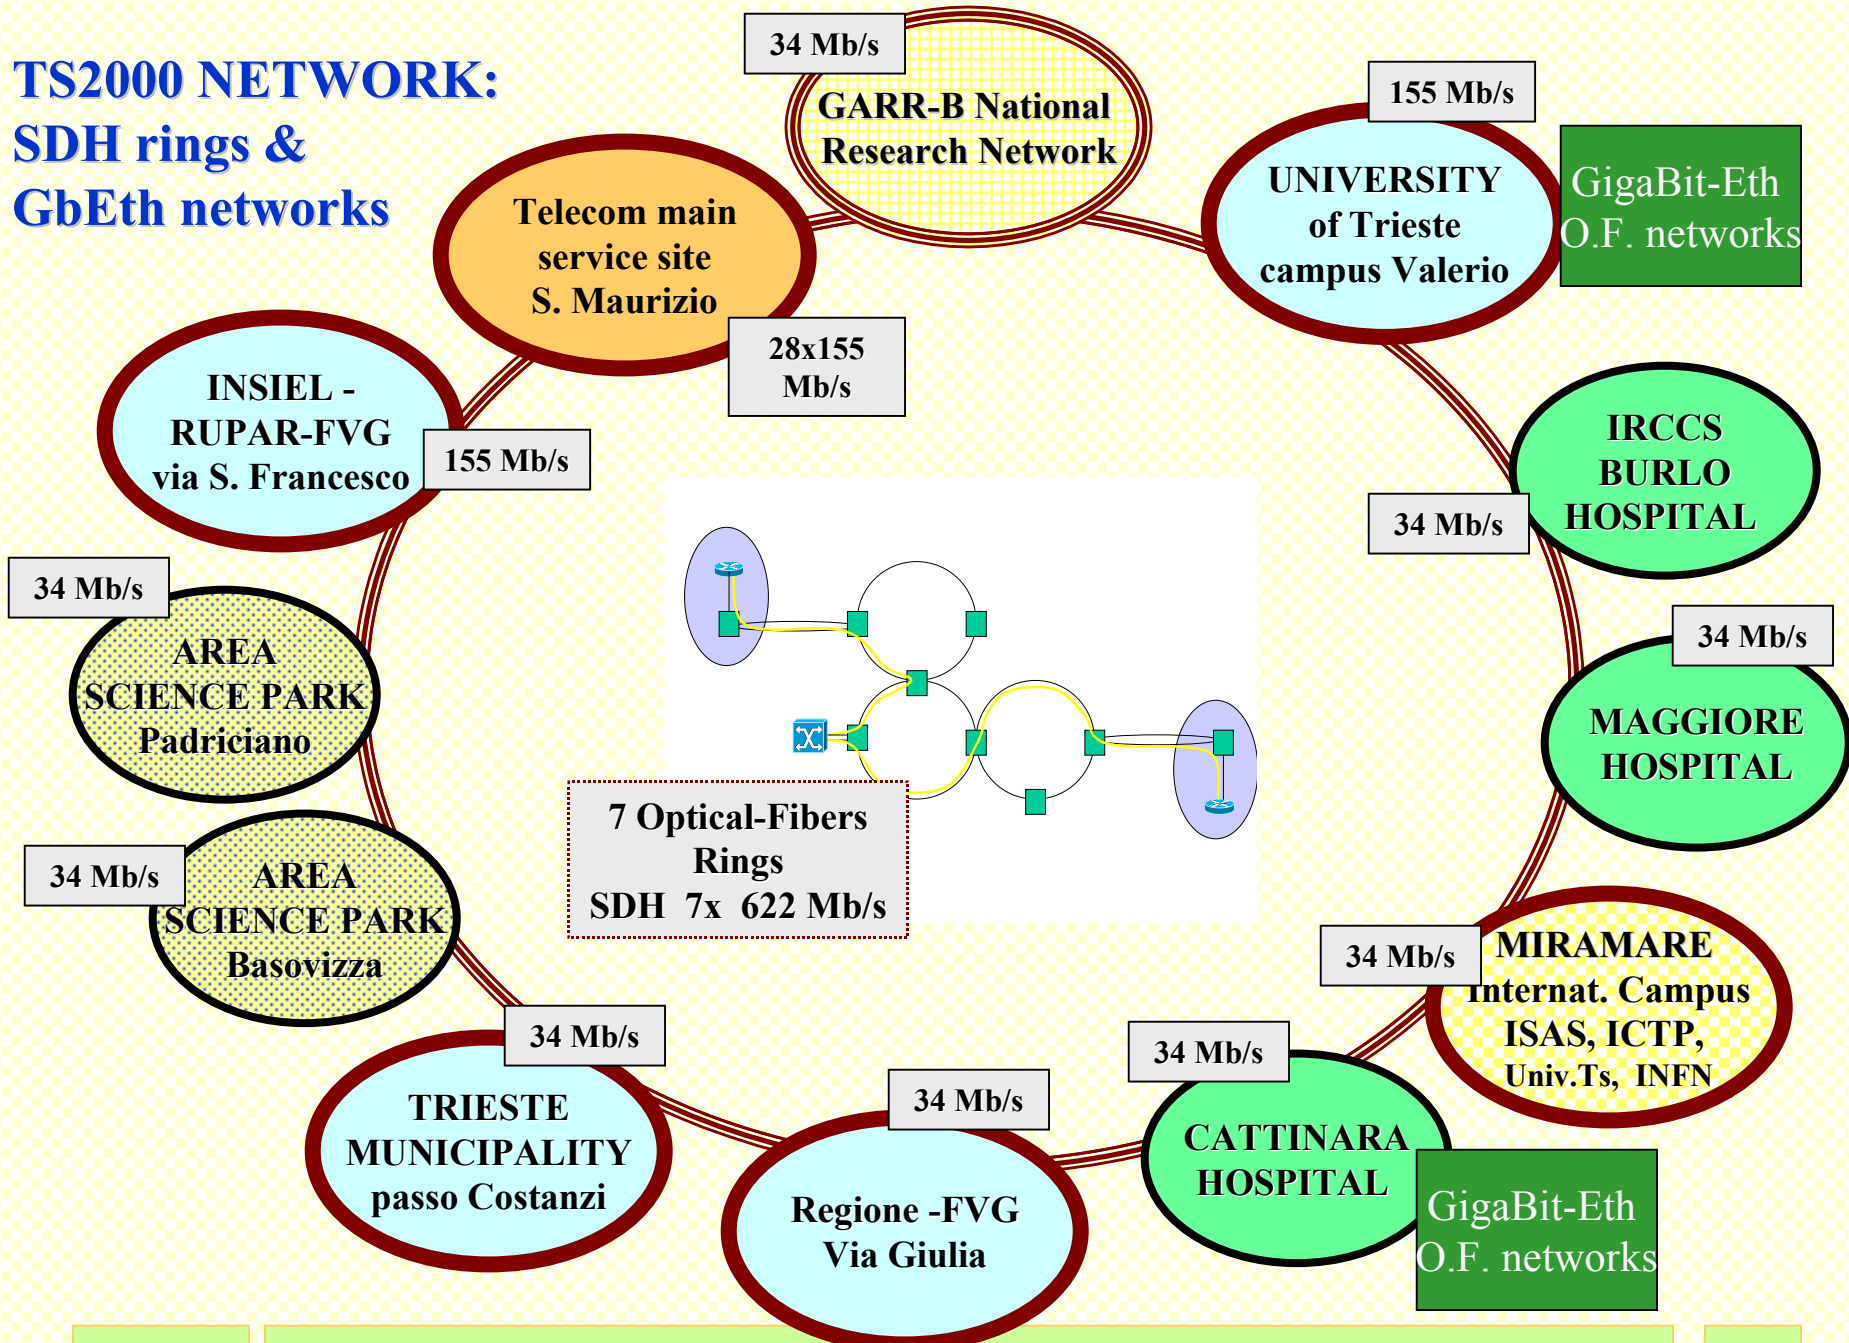 TS2000 NETWORK:
SDH rings &
GbEth networks
34 Mb/s
GARR-B National
Research Network
155 Mb/s
UNIVERSITY
of Trieste
campus Valerio
GigaBit-Eth
O.F. networks
Telecom main
service site
S. Maurizio
28x155
Mb/s
INSIEL -
RUPAR-FVG
via S. Francesco
155 Mb/s
IRCCS
BURLO
HOSPITAL
34 Mb/s
34 Mb/s
AREA
SCIENCE PARK
Padriciano
34 Mb/s
MAGGIORE
HOSPITAL
7 Optical-Fibers
Rings
SDH 7x 622 Mb/s
34 Mb/s
AREA
SCIENCE PARK
Basovizza
34 Mb/s
MIRAMARE
Internat. Campus
ISAS, ICTP,
Univ.Ts, INFN
34 Mb/s
TRIESTE
MUNICIPALITY
passo Costanzi
34 Mb/s
Regione -FVG
Via Giulia
34 Mb/s
CATTINARA
HOSPITAL
GigaBit-Eth
O.F. networks